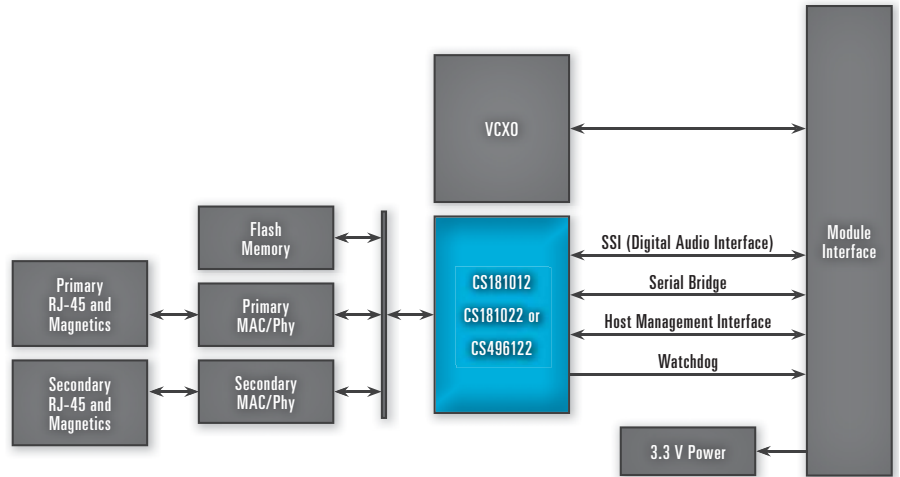 VCXO
Flash
Memory
Primary
RJ-45 and
Magnetics
Primary
MAC/Phy
Secondary
RJ-45 and
Magnetics
Secondary
MAC/Phy
CS181012
CS181022 or
CS496122
SSI (Digital Audio Interface)
Serial Bridge
Host Management Interface
Watchdog
Module
Interface
3.3 V Power